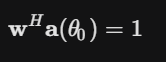 w^H a(θ_0) = 1